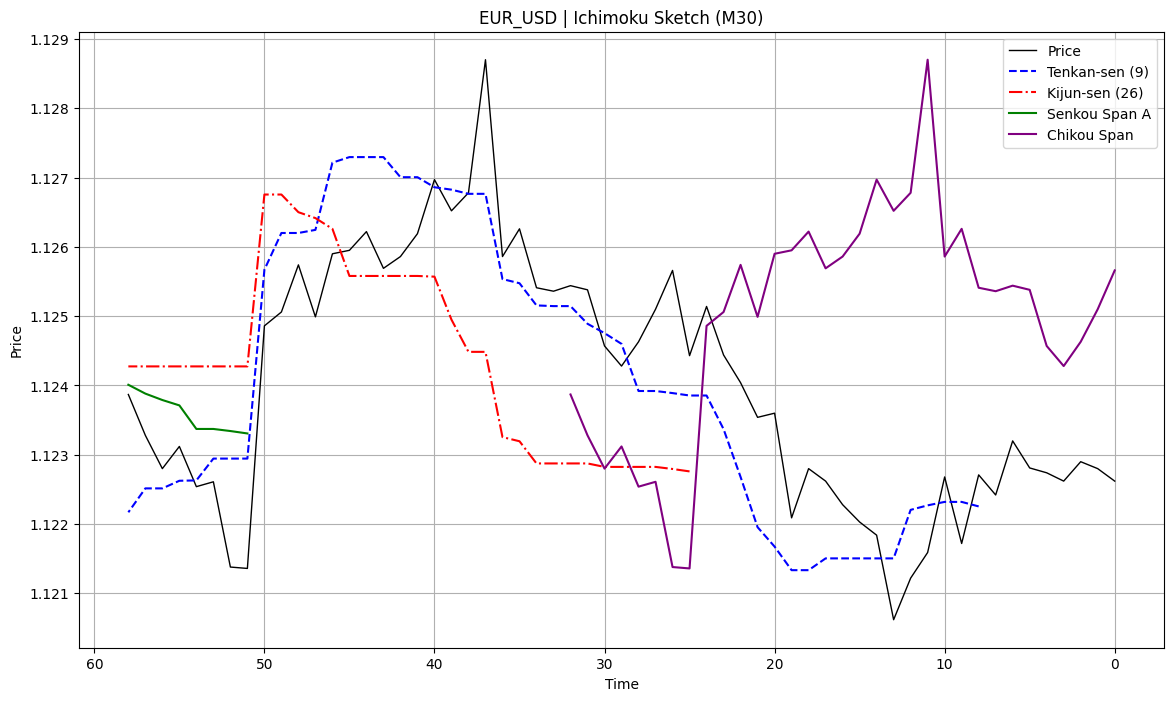 EUR_USD | Ichimoku Sketch (M30)
Price
Tenkan-sen (9)
Kijun-sen (26)
Senkou Span A
Chikou Span
1.129
1.128
1.127
1.126
1.125
1.124
1.123
1.122
1.121
Price
60
50
40
30
20
10
0
Time